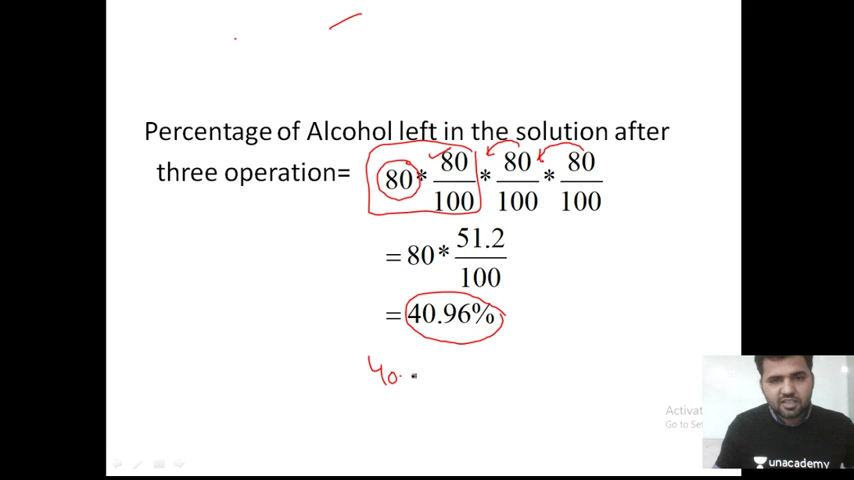 Percentage of Alcohol left in the solution after
three operation= 80 * 80/100 * 80/100 * 80/100
= 80 * 51.2/100
= 40.96%
40.
Activat
Go to Set
unacademy